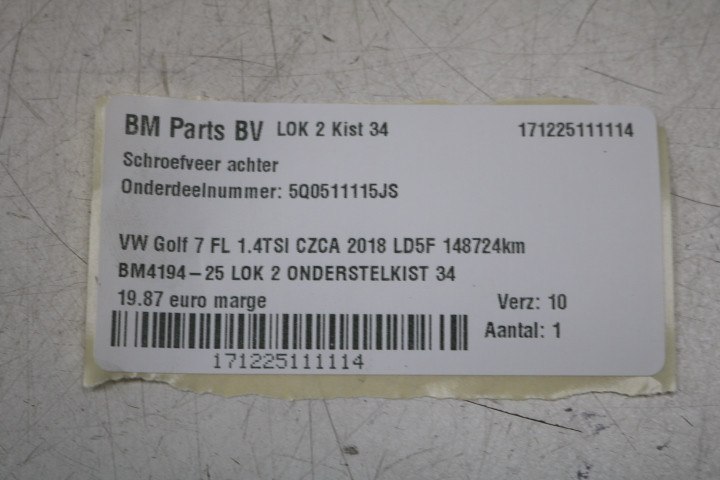 BM Parts BV LOK 2 Kist 34 171225111114
Schroefveer achter
Onderdeelnummer: 5Q0511115JS
VW Golf 7 FL 1.4TSI CZCA 2018 LD5F 148724km
BM4194-25 LOK 2 ONDERSTELKIST 34
19.87 euro marge Verz: 10
Aantal: 1
171225111114